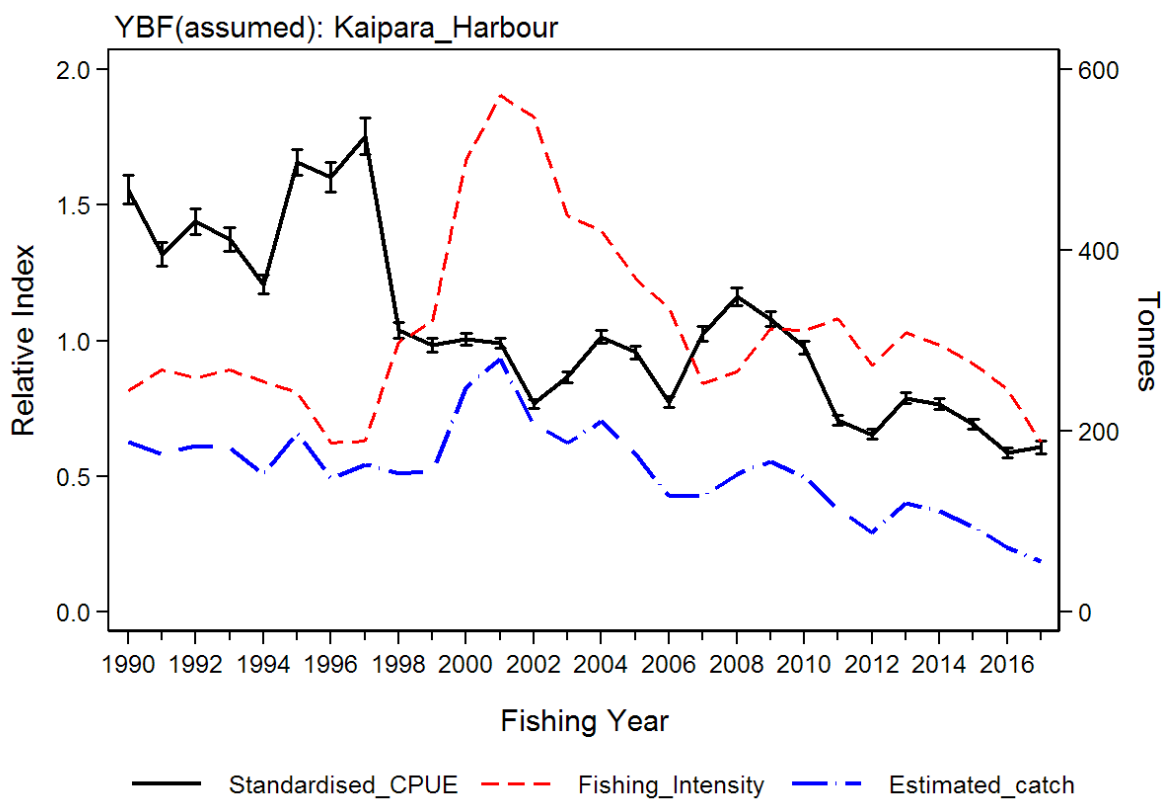 YBF(assumed): Kaipara_Harbour
2.0
1.5
1.0
0.5
0.0
Relative Index
600
400
200
0
Tonnes
1990 1992 1994 1996 1998 2000 2002 2004 2006 2008 2010 2012 2014 2016
Fishing Year
Standardised_CPUE Fishing_Intensity Estimated_catch